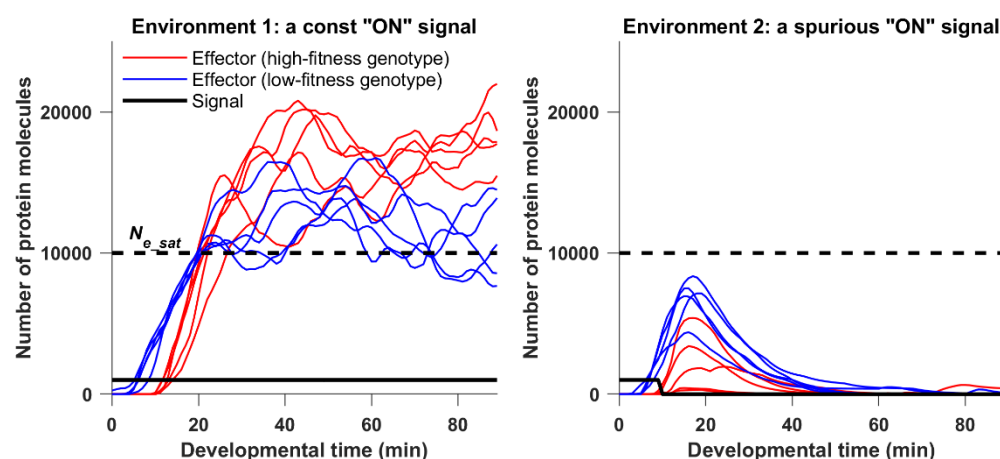 Environment 1: a const "ON" signal
Number of protein molecules
20000
10000
0
Effector (high-fitness genotype)
Effector (low-fitness genotype)
Signal
N_e_sat
0 20 40 60 80
Developmental time (min)
Environment 2: a spurious "ON" signal
Number of protein molecules
20000
10000
0
0 20 40 60 80
Developmental time (min)